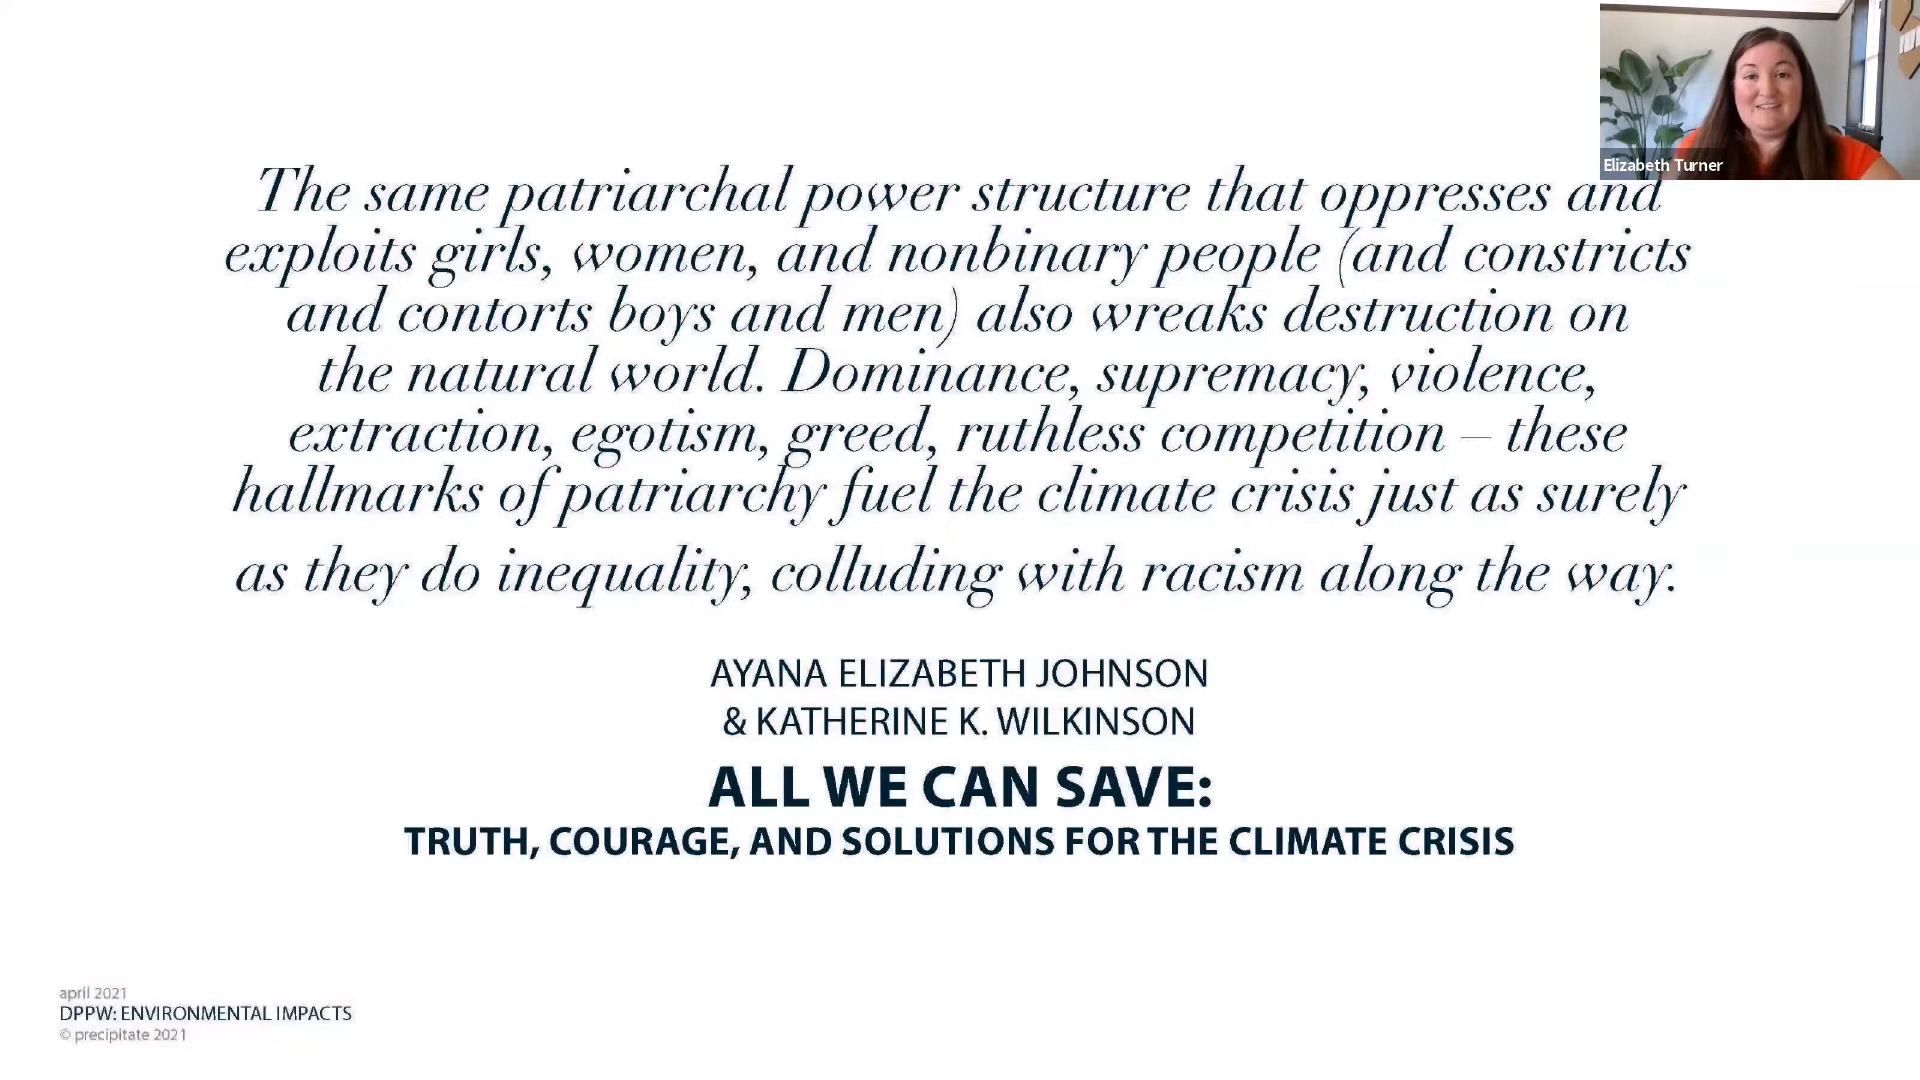 Elizabeth Turner
The same patriarchal power structure that oppresses and
exploits girls, women, and nonbinary people (and constricts
and contorts boys and men) also wreaks destruction on
the natural world. Dominance, supremacy, violence,
extraction, egotism, greed, ruthless competition – these
hallmarks of patriarchy fuel the climate crisis just as surely
as they do inequality, colluding with racism along the way.
AYANA ELIZABETH JOHNSON
& KATHERINE K. WILKINSON
ALL WE CAN SAVE:
TRUTH, COURAGE, AND SOLUTIONS FOR THE CLIMATE CRISIS
april 2021
DPPW: ENVIRONMENTAL IMPACTS
© precipitate 2021